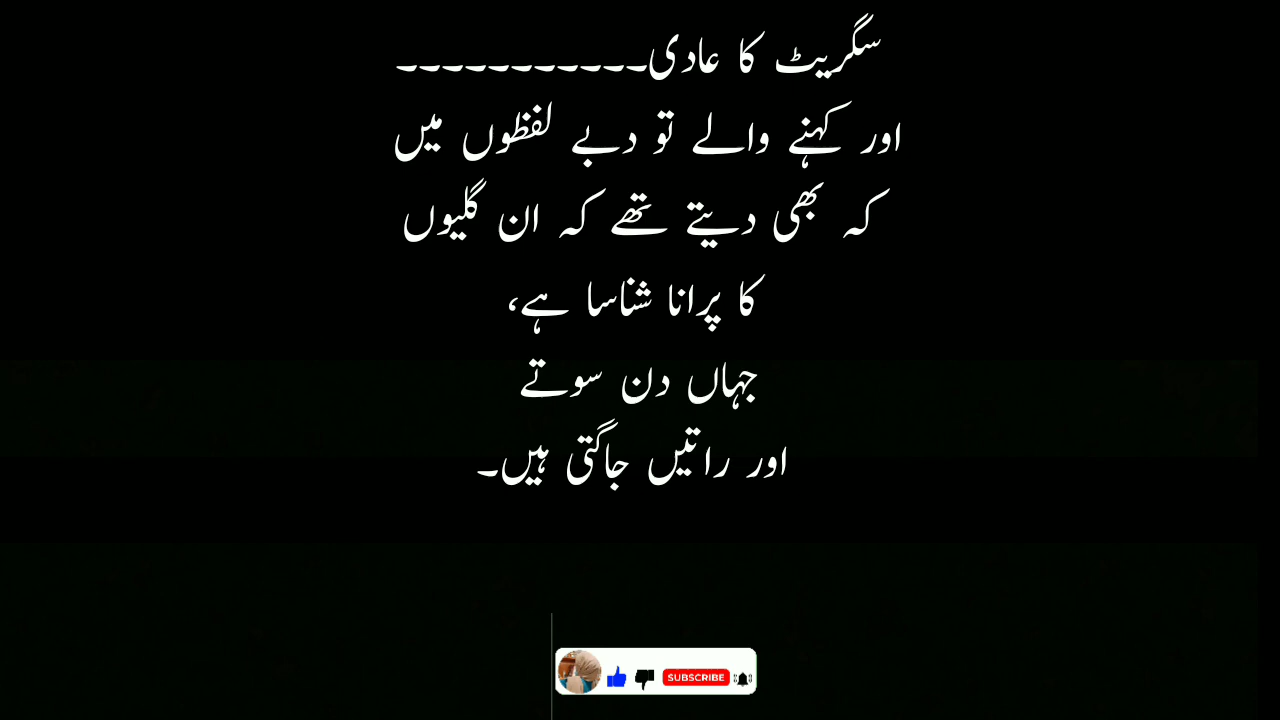 سگریٹ کا عادی۔۔۔۔۔۔۔۔۔۔۔
اور کہنے والے تو دبے لفظوں میں
کہ بھی دیتے تھے کہ ان گلیوں
کا پرانا شناسا ہے،
جہاں دن سوتے
اور راتیں جاگتی ہیں۔
SUBSCRIBE